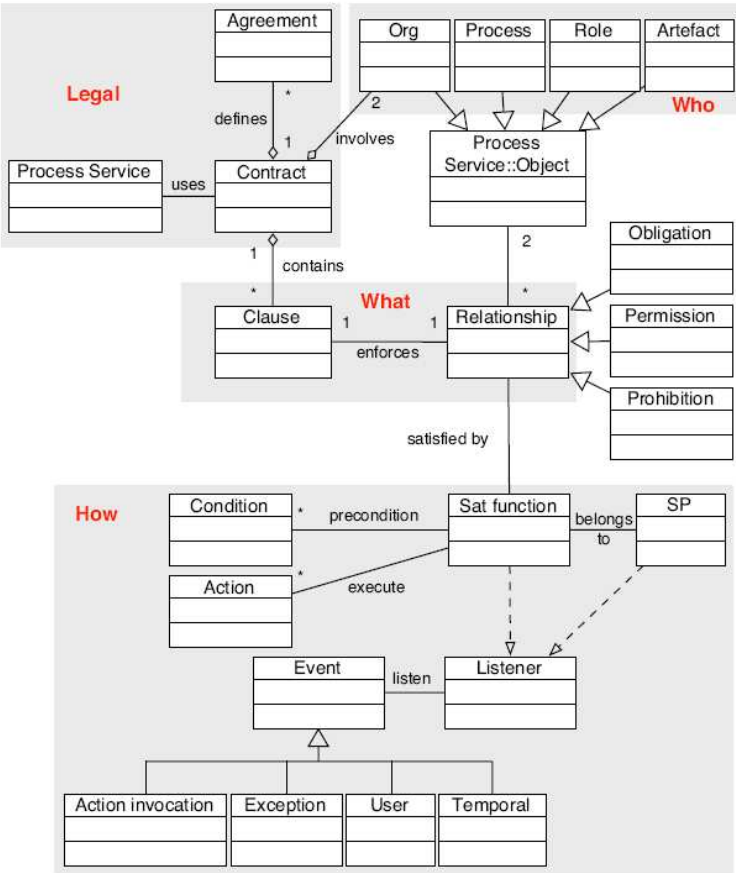 Agreement
Org
Process
Role
Artefact
Legal
Who
*
2
defines
involves
1
Process
Service::Object
Process Service
uses
Contract
Obligation
1
2
contains
*
*
What
Clause
1
1
Relationship
Permission
enforces
Prohibition
satisfied by
How
Condition
*
precondition
Sat function
belongs
to
SP
*
Action
execute
Event
listen
Listener
Action invocation
Exception
User
Temporal